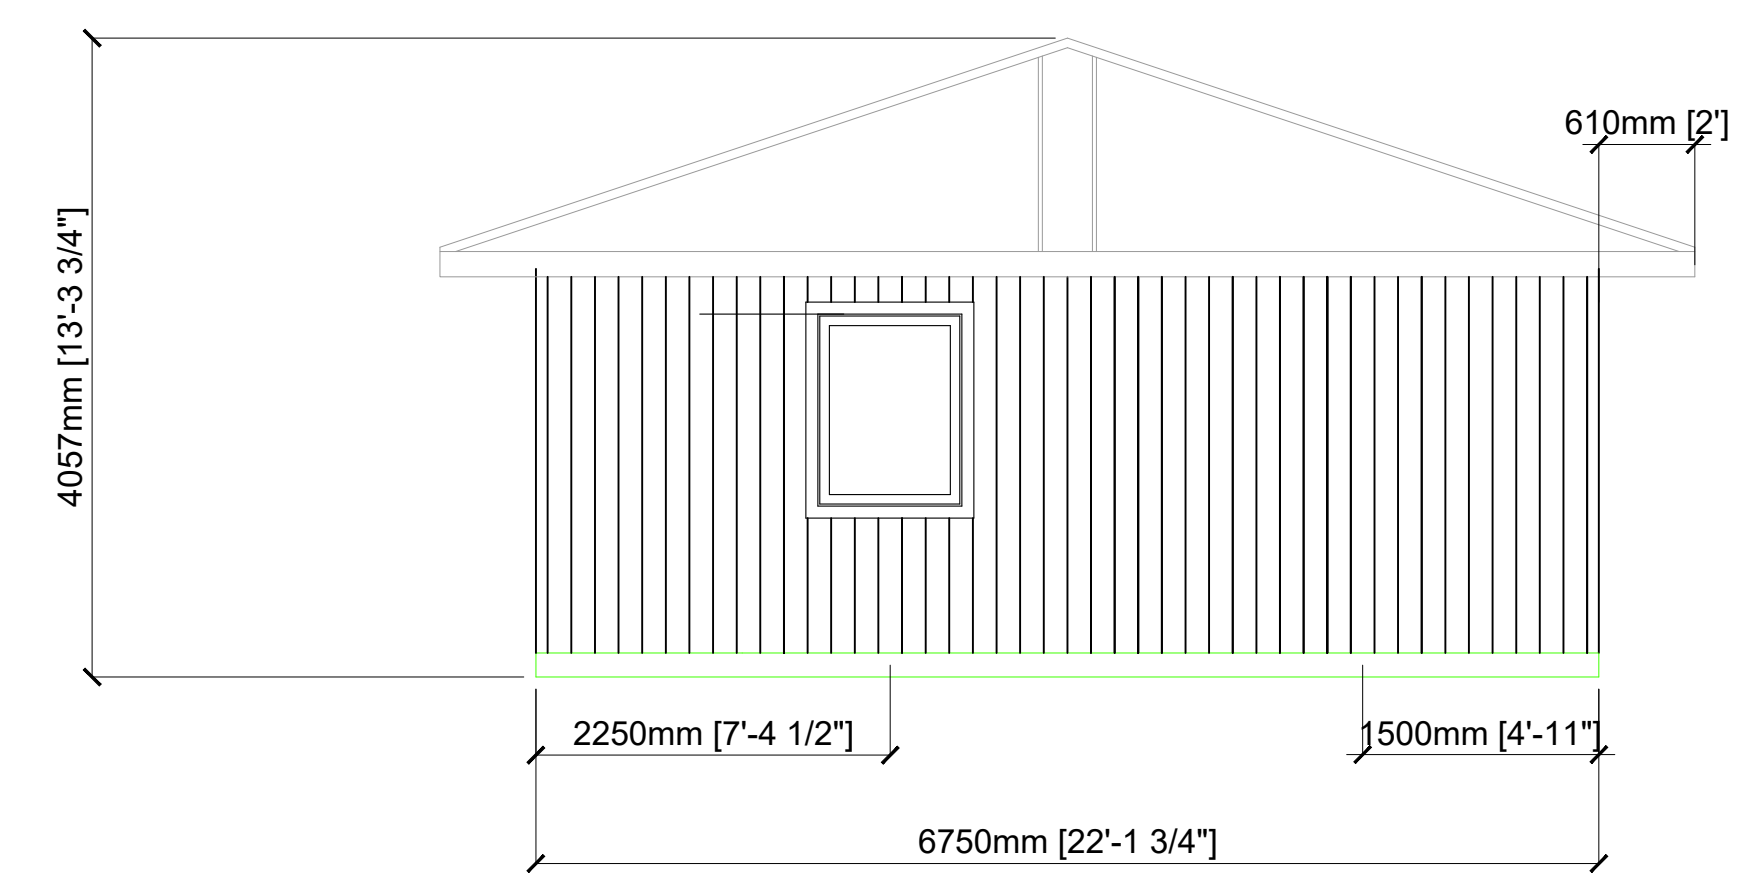 610mm [2']
4057mm [13'-3 3/4"]
2250mm [7'-4 1/2"]
1500mm [4'-11"]
6750mm [22'-1 3/4"]